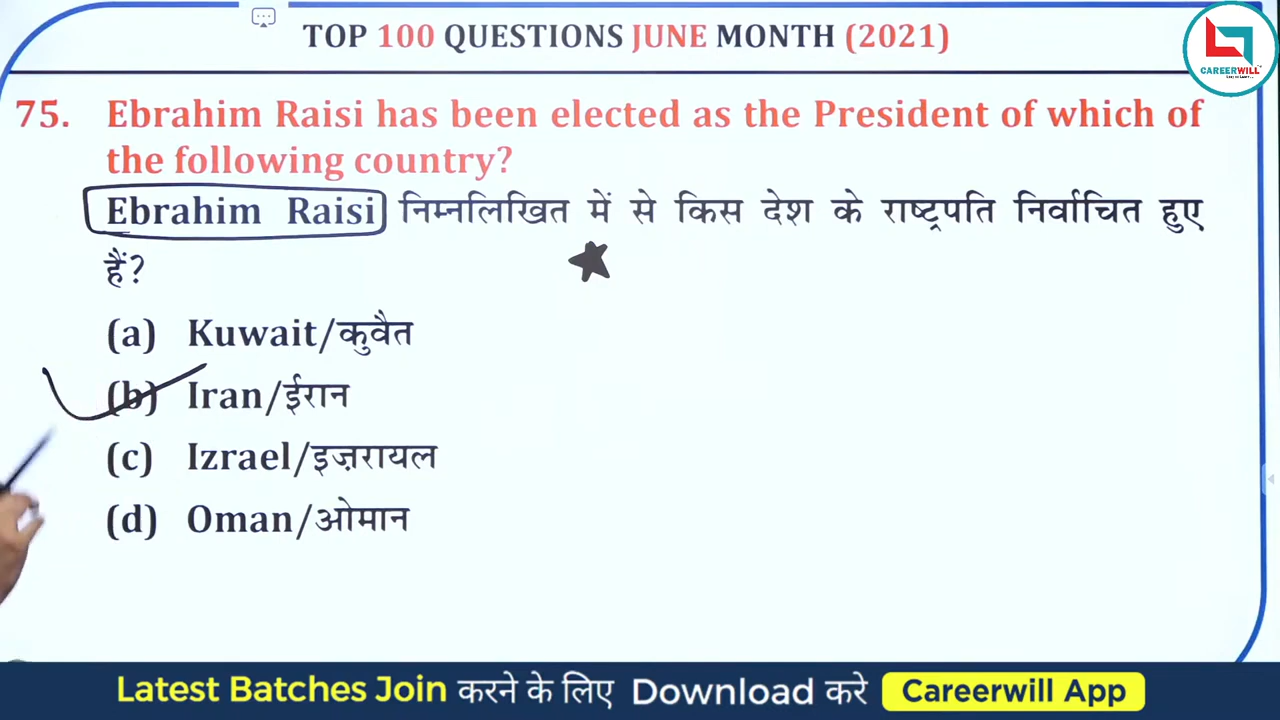 TOP 100 QUESTIONS JUNE MONTH (2021)
CAREERWILL
75. Ebrahim Raisi has been elected as the President of which of
the following country?
Ebrahim Raisi निम्नलिखित में से किस देश के राष्ट्रपति निर्वाचित हुए
हैं?
(a) Kuwait/कुवैत
(b) Iran/ईरान
(c) Izrael/इज़रायल
(d) Oman/ओमान
Latest Batches Join करने के लिए Download करे Careerwill App